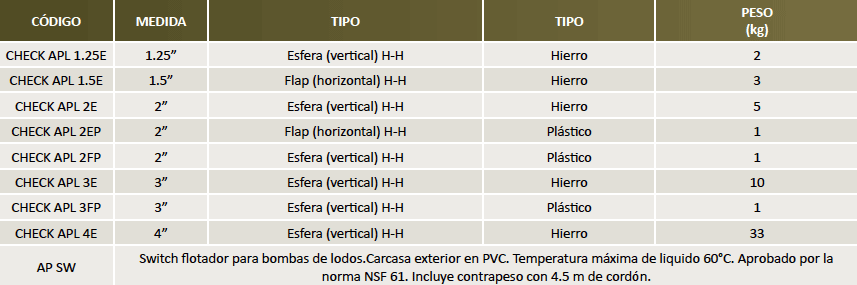 CÓDIGO MEDIDA TIPO TIPO PESO (kg)
CHECK APL 1.25E 1.25” Esfera (vertical) H-H Hierro 2
CHECK APL 1.5E 1.5” Flap (horizontal) H-H Hierro 3
CHECK APL 2E 2” Esfera (vertical) H-H Hierro 5
CHECK APL 2EP 2” Flap (horizontal) H-H Plástico 1
CHECK APL 2FP 2” Esfera (vertical) H-H Plástico 1
CHECK APL 3E 3” Esfera (vertical) H-H Hierro 10
CHECK APL 3FP 3” Esfera (vertical) H-H Plástico 1
CHECK APL 4E 4” Esfera (vertical) H-H Hierro 33
AP SW Switch flotador para bombas de lodos.Carcasa exterior en PVC. Temperatura máxima de liquido 60°C. Aprobado por la
norma NSF 61. Incluye contrapeso con 4.5 m de cordón.